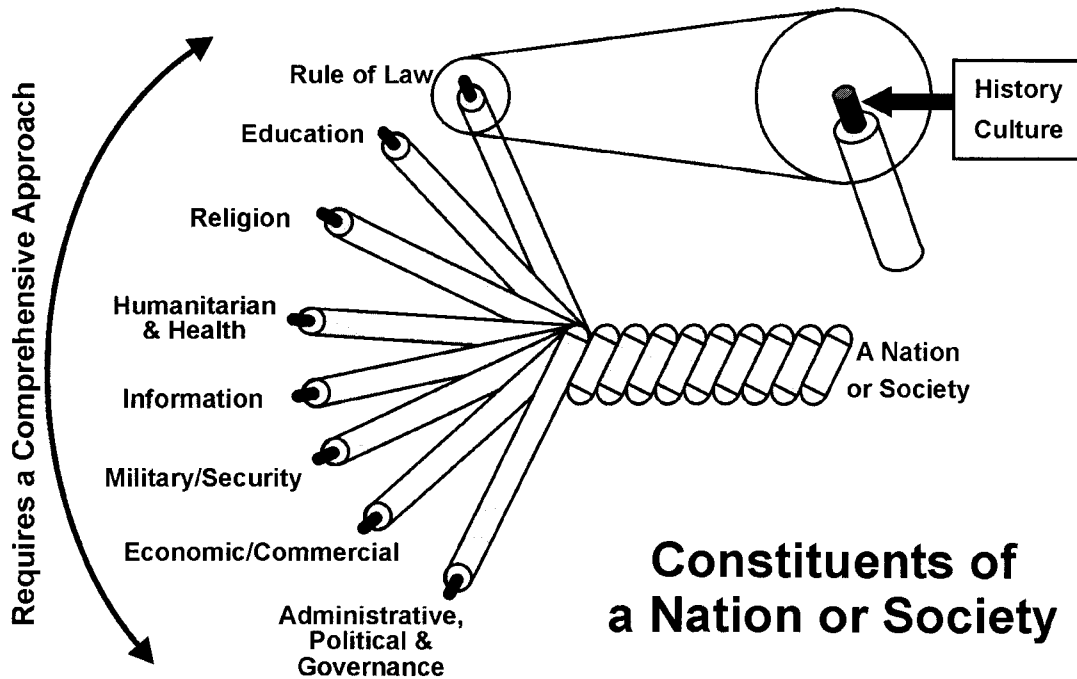 Requires a Comprehensive Approach
Rule of Law
Education
Religion
Humanitarian
& Health
Information
Military/Security
Economic/Commercial
Administrative,
Political &
Governance
History
Culture
A Nation
or Society
Constituents of
a Nation or Society